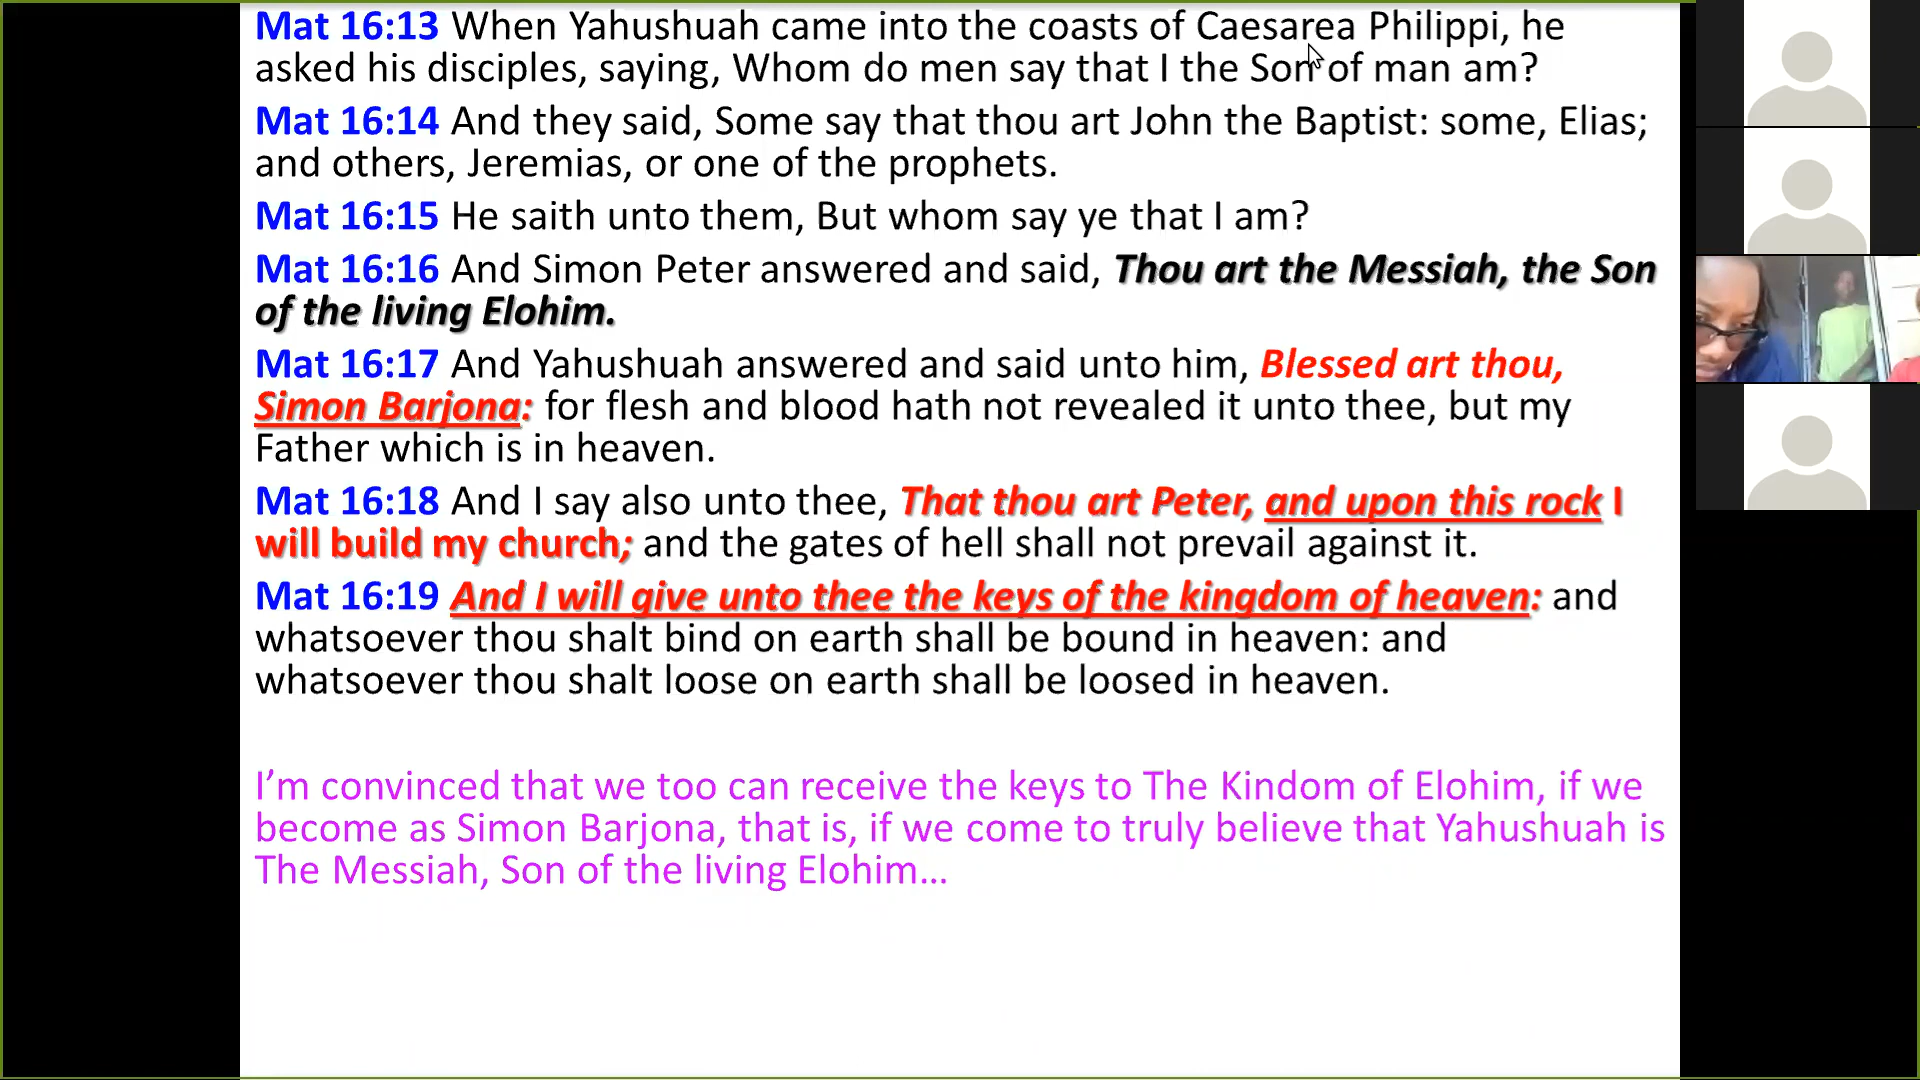 Mat 16:13 When Yahushuah came into the coasts of Caesarea Philippi, he
asked his disciples, saying, Whom do men say that I the Son of man am?
Mat 16:14 And they said, Some say that thou art John the Baptist: some, Elias;
and others, Jeremias, or one of the prophets.
Mat 16:15 He saith unto them, But whom say ye that I am?
Mat 16:16 And Simon Peter answered and said, Thou art the Messiah, the Son
of the living Elohim.
Mat 16:17 And Yahushuah answered and said unto him, Blessed art thou,
Simon Barjona: for flesh and blood hath not revealed it unto thee, but my
Father which is in heaven.
Mat 16:18 And I say also unto thee, That thou art Peter, and upon this rock I
will build my church; and the gates of hell shall not prevail against it.
Mat 16:19 And I will give unto thee the keys of the kingdom of heaven: and
whatsoever thou shalt bind on earth shall be bound in heaven: and
whatsoever thou shalt loose on earth shall be loosed in heaven.
I’m convinced that we too can receive the keys to The Kindom of Elohim, if we
become as Simon Barjona, that is, if we come to truly believe that Yahushuah is
The Messiah, Son of the living Elohim…